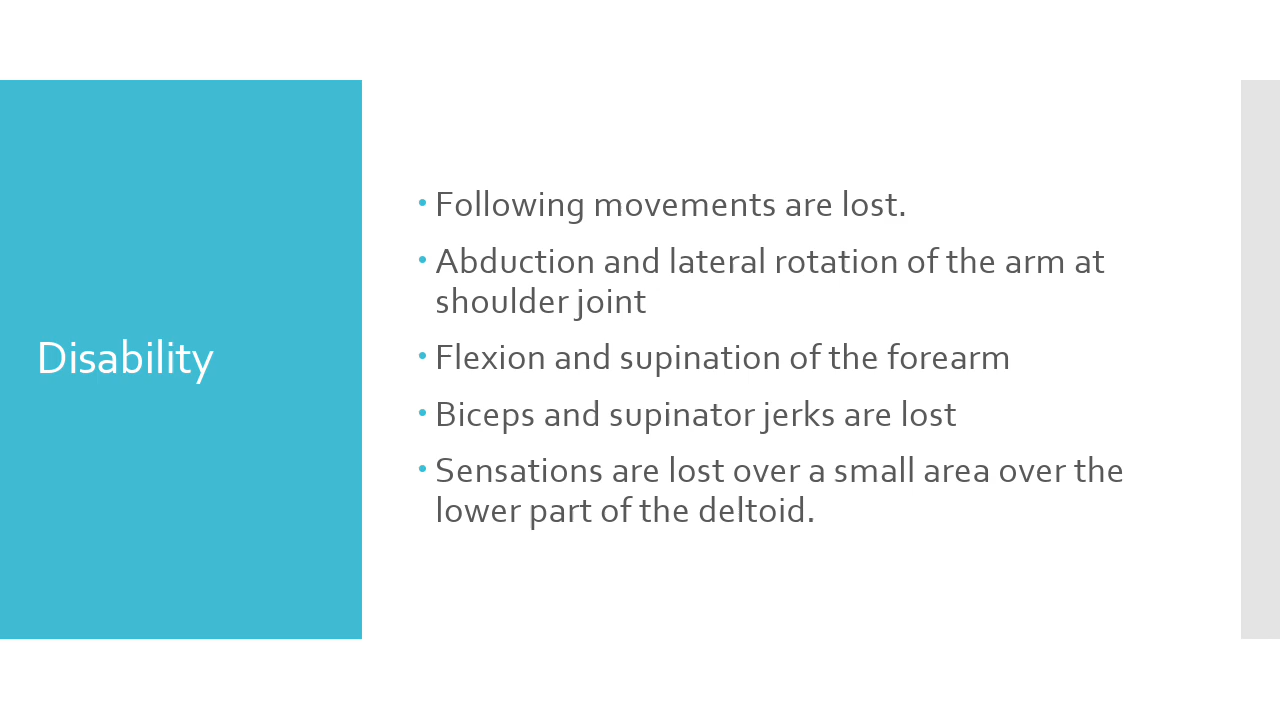 Disability
Following movements are lost.
Abduction and lateral rotation of the arm at
shoulder joint
Flexion and supination of the forearm
Biceps and supinator jerks are lost
Sensations are lost over a small area over the
lower part of the deltoid.